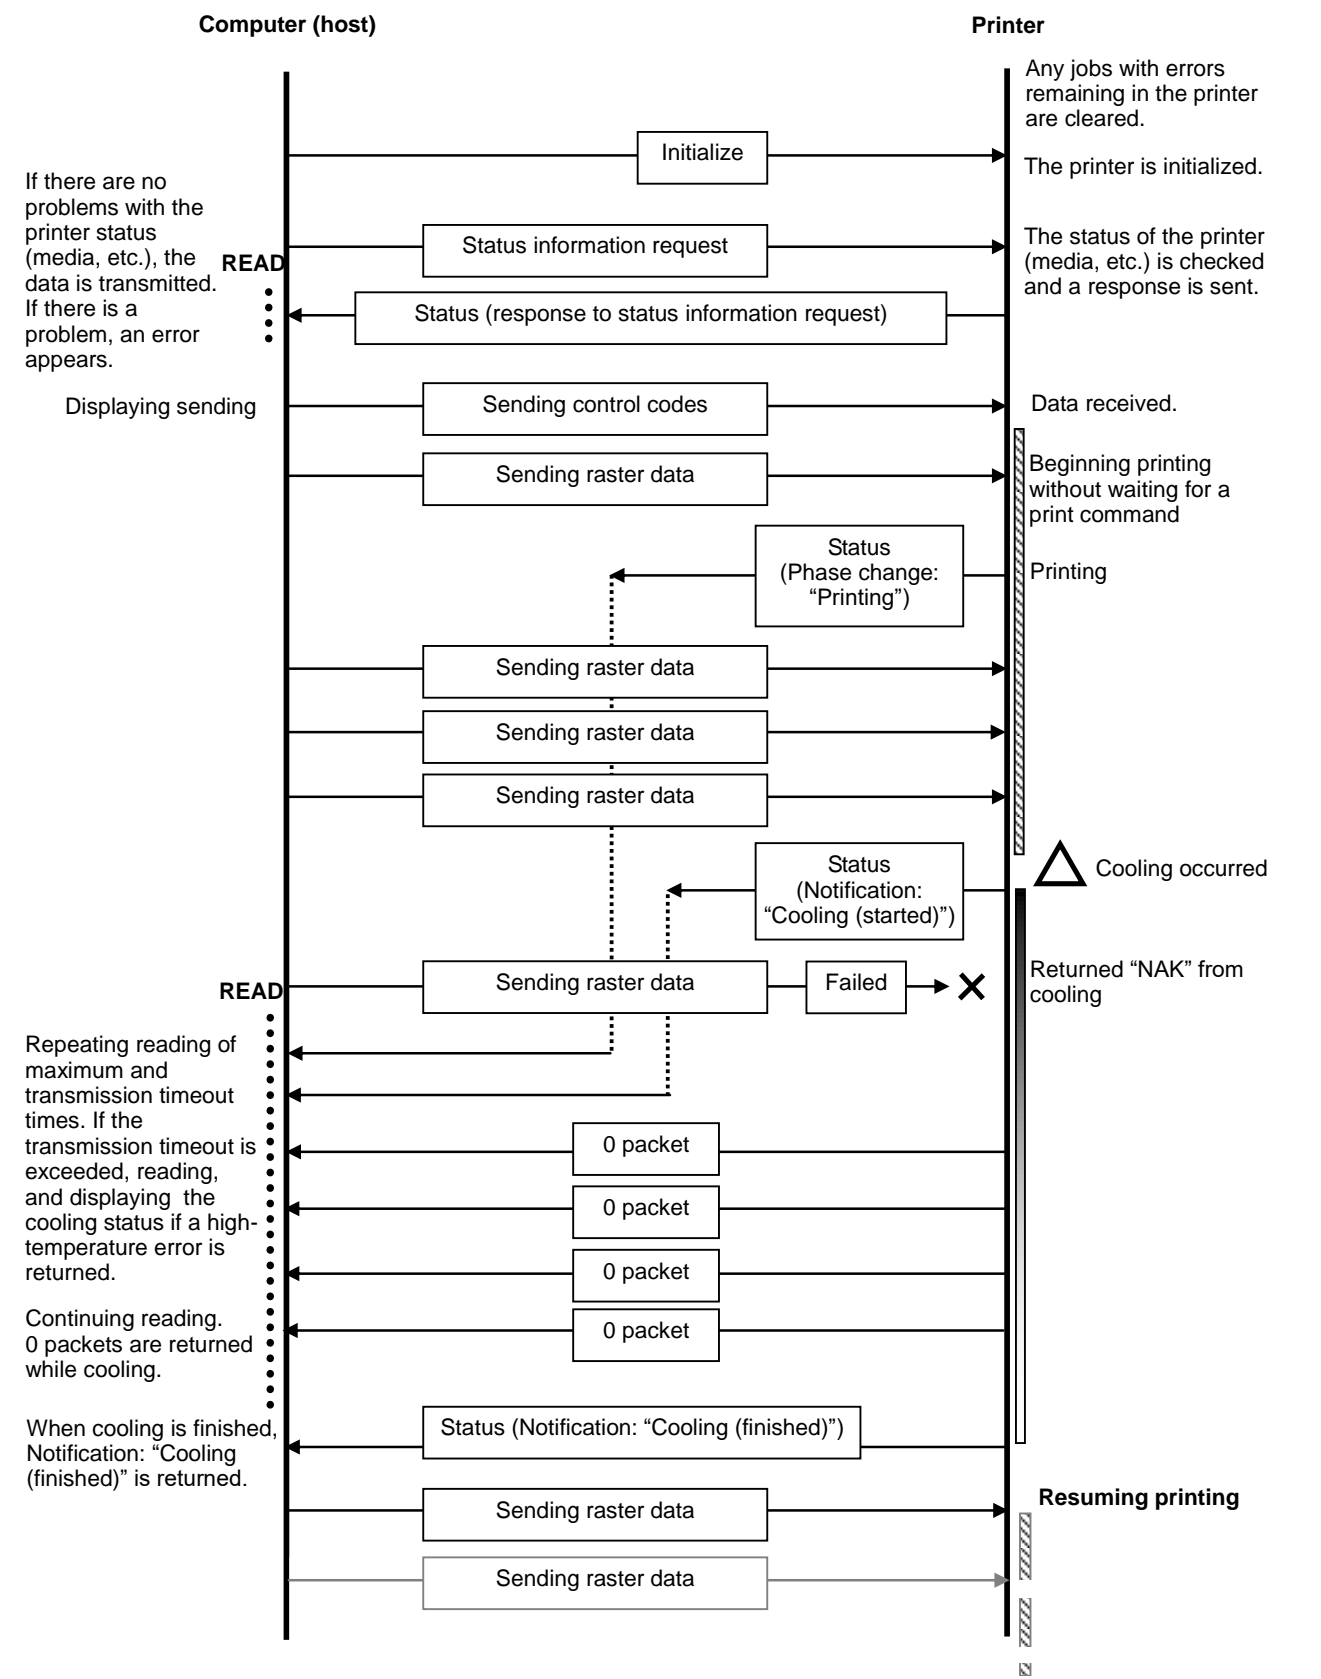 Computer (host)
Printer
Any jobs with errors
remaining in the printer
are cleared.
Initialize
The printer is initialized.
If there are no
problems with the
printer status
(media, etc.), the
data is transmitted.
If there is a
problem, an error
appears.
READ
Status information request
The status of the printer
(media, etc.) is checked
and a response is sent.
Status (response to status information request)
Displaying sending
Sending control codes
Data received.
Sending raster data
Beginning printing
without waiting for a
print command
Status
(Phase change:
“Printing”)
Printing
Sending raster data
Sending raster data
Sending raster data
Status
(Notification:
“Cooling (started)”)
Cooling occurred
READ
Sending raster data
Failed
Returned “NAK” from
cooling
Repeating reading of
maximum and
transmission timeout
times. If the
transmission timeout is
exceeded, reading,
and displaying  the
cooling status if a high-
temperature error is
returned.
0 packet
0 packet
0 packet
0 packet
Continuing reading.
0 packets are returned
while cooling.
When cooling is finished,
Notification: “Cooling
(finished)” is returned.
Status (Notification: “Cooling (finished)”)
Resuming printing
Sending raster data
Sending raster data